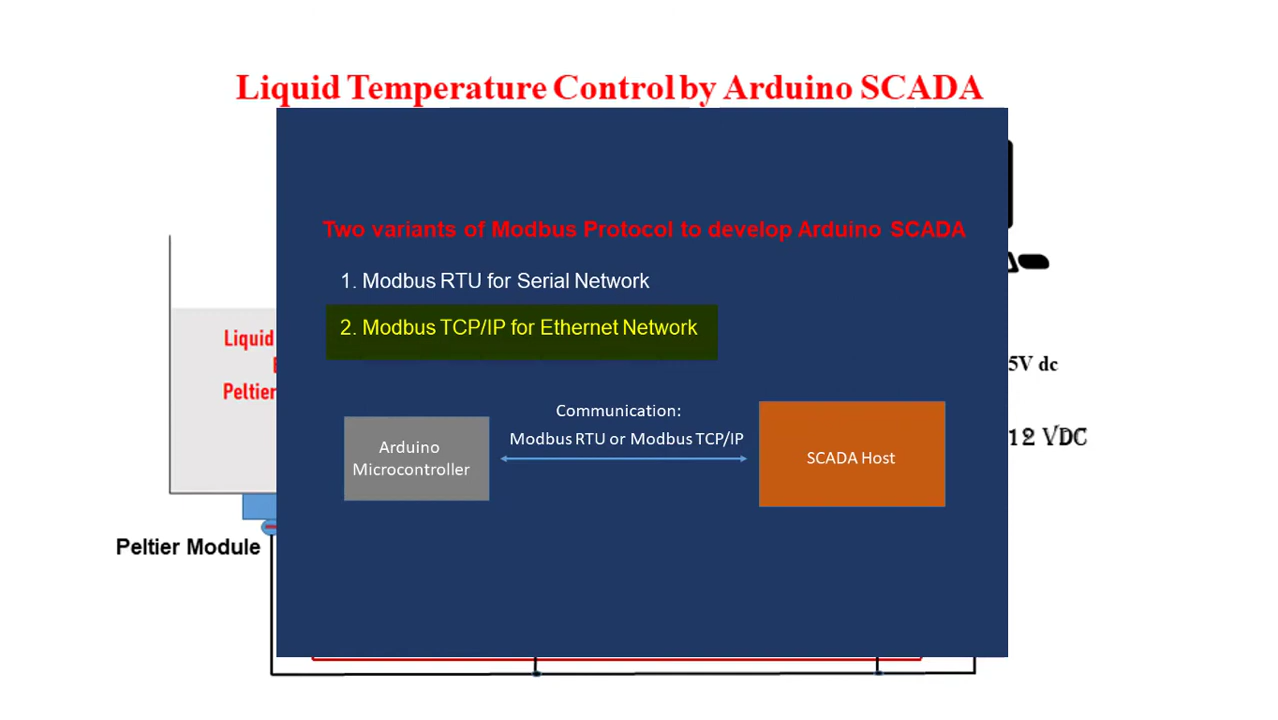 Liquid Temperature Control by Arduino SCADA
Two variants of Modbus Protocol to develop Arduino SCADA
1. Modbus RTU for Serial Network
2. Modbus TCP/IP for Ethernet Network
Liquid
Peltier
5V dc
12 VDC
Communication:
Modbus RTU or Modbus TCP/IP
Arduino
Microcontroller
SCADA Host
Peltier Module